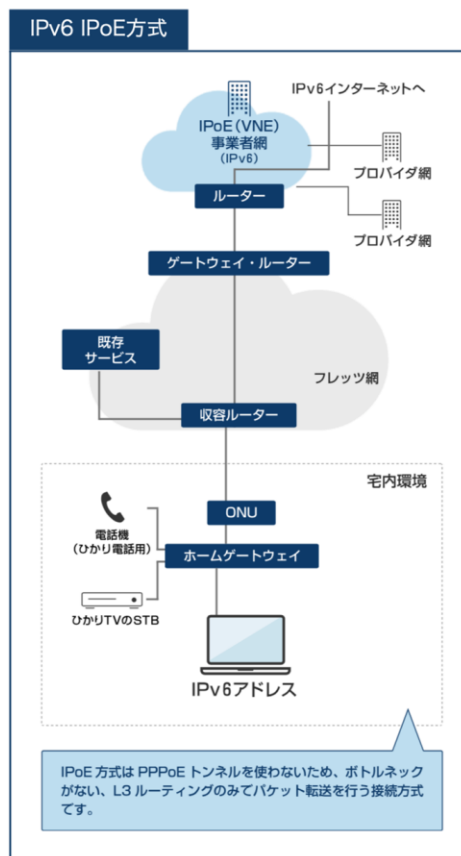 IPv6 IPoE方式
IPv6インターネットへ
IPoE(VNE)
事業者網
(IPv6)
プロバイダ網
ルーター
プロバイダ網
ゲートウェイ・ルーター
既存
サービス
フレッツ網
収容ルーター
宅内環境
ONU
電話機
(ひかり電話用)
ホームゲートウェイ
ひかりTVのSTB
IPv6アドレス
IPoE方式は PPPoE トンネルを使わないため、ボトルネック
がない、L3 ルーティングのみでパケット転送を行う接続方式
てす。